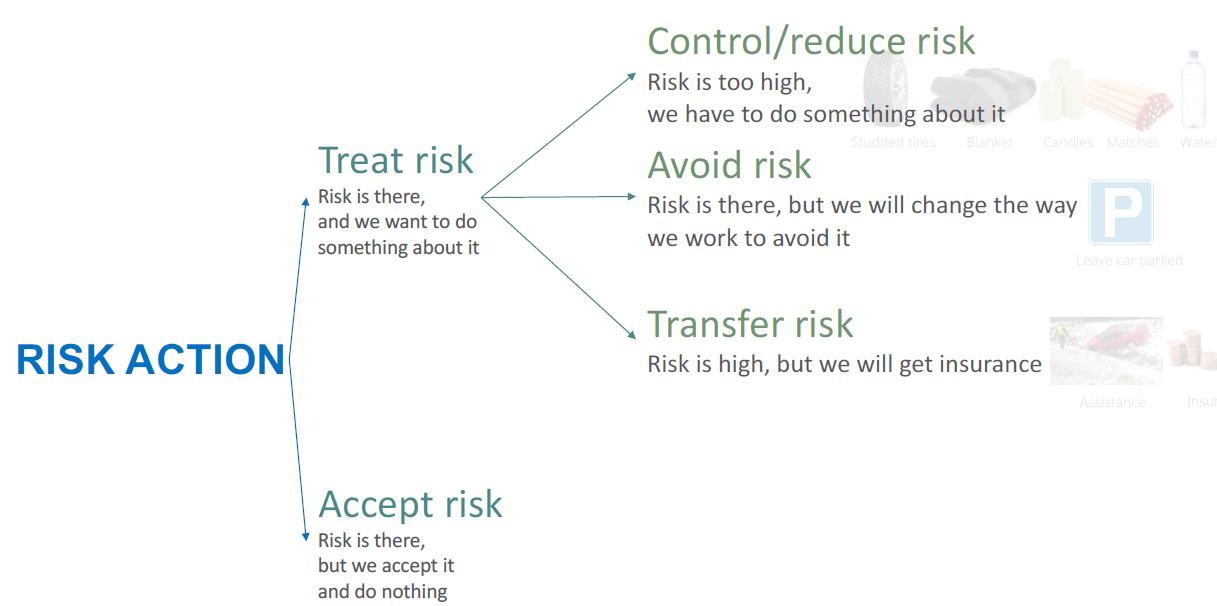 Control/reduce risk
Risk is too high,
we have to do something about it
Studded tires
Blanket
Candles
Matches
Water
Treat risk
Risk is there,
and we want to do
something about it
Avoid risk
Risk is there, but we will change the way
we work to avoid it
P
Leave car parked
Transfer risk
Risk is high, but we will get insurance
Assistance
Insur
RISK ACTION
Accept risk
Risk is there,
but we accept it
and do nothing